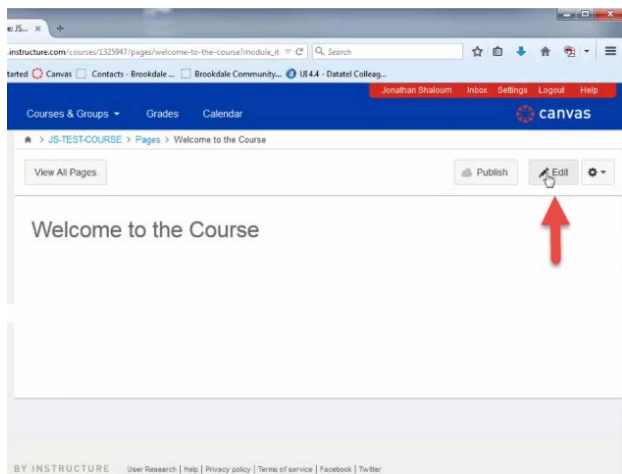 e: JS... × +
.instructure.com/courses/1325947/pages/welcome-to-the-course?module_it Search
tarted Canvas Contacts - Brookdale ... Brookdale Community... UI 4.4 - Datatel Colleag...
Jonathan Shaloum Inbox Settings Logout Help
Courses & Groups Grades Calendar canvas
> JS-TEST-COURSE > Pages > Welcome to the Course
View All Pages Publish Edit
Welcome to the Course
BY INSTRUCTURE User Research | Help | Privacy policy | Terms of service | Facebook | Twitter